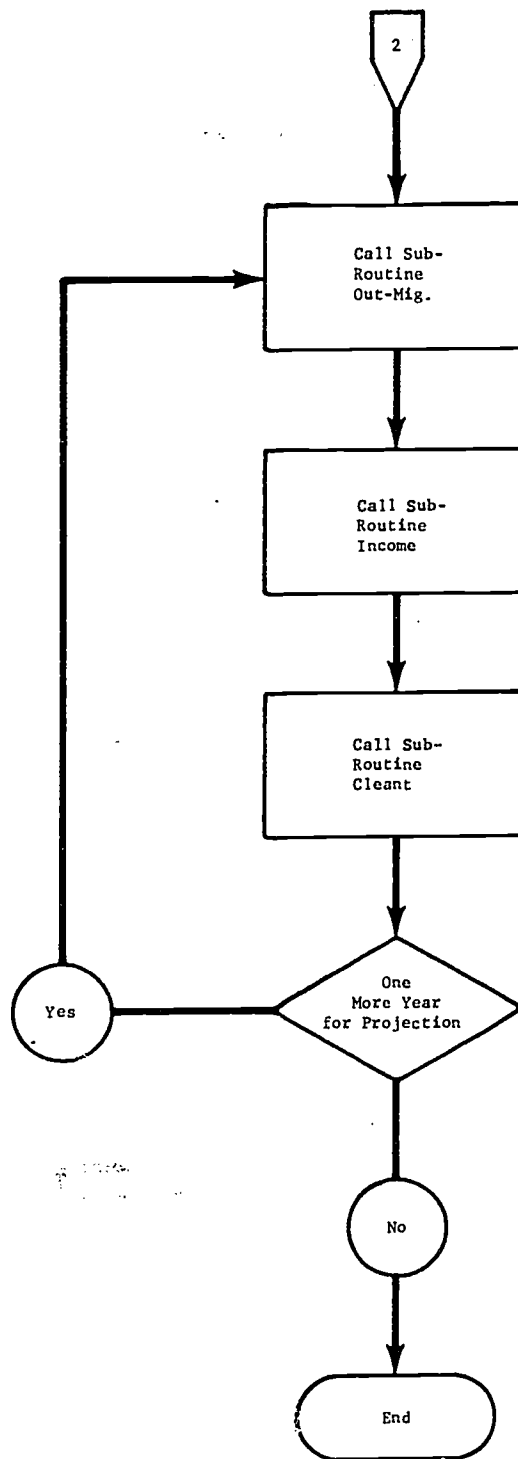 2
Call Sub-
Routine
Out-Mig.
Call Sub-
Routine
Income
Call Sub-
Routine
Cleant
One
More Year
for Projection
Yes
No
End